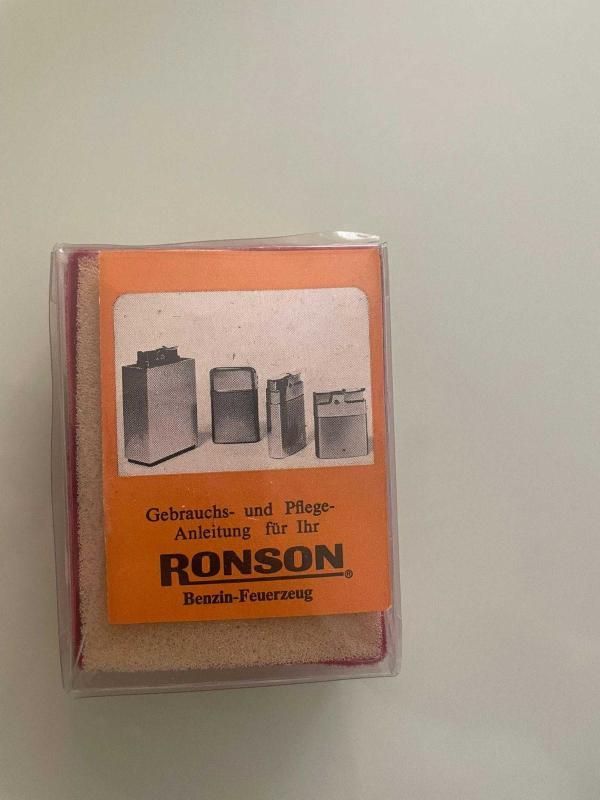 Gebrauchs- und Pflege-
Anleitung für Ihr
RONSON®
Benzin-Feuerzeug